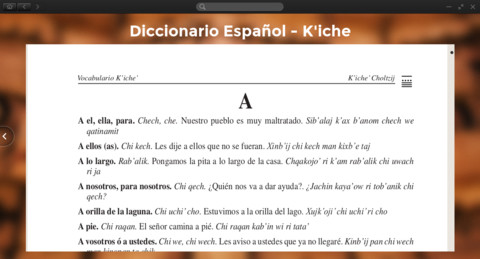 Diccionario Español - K'iche
Vocabulario K'iche' K'iche' Choltzij
A
A el, ella, para. Chech, che. Nuestro pueblo es muy maltratado. Sib'alaj k'ax b'anom chech we
qatinamit
A ellos (as). Chi kech. Les dije a ellos que no se fueran. Xinb'ij chi kech man kixb'e taj
A lo largo. Rab'alik. Pongamos la pita a lo largo de la casa. Chqakojo' ri k'am rab'alik chi uwach
ri ja
A nosotros, para nosotros. Chi qech. ¿Quién nos va a dar ayuda?. ¿Jachin kaya'ow ri tob'anik chi
qech?
A orilla de la laguna. Chi uchi' cho. Estuvimos a la orilla del lago. Xujk'oji' chi uchi' ri cho
A pie. Chi raqan. El señor camina a pié. Chi raqan kab'in wi ri tata'
A vosotros ó a ustedes. Chi we, chi wech. Les aviso a ustedes que ya no llegaré. Kinb'ij pan chi wech